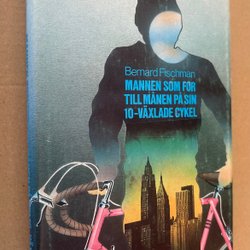 Bernard Fischman
MANNEN SOM FOR
TILL MÅNEN PÅ SIN
10-VÄXLADE CYKEL